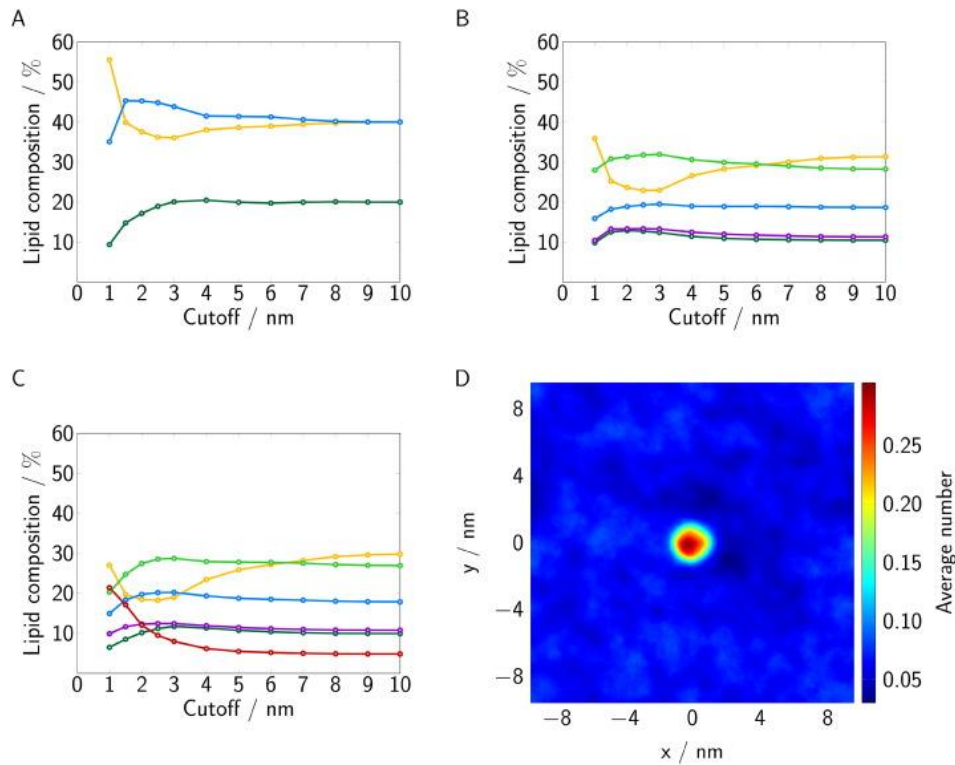 A
B
60
50
40
30
20
10
Lipid composition / %
0 1 2 3 4 5 6 7 8 9 10
Cutoff / nm
60
50
40
30
20
10
Lipid composition / %
0 1 2 3 4 5 6 7 8 9 10
Cutoff / nm
C
D
60
50
40
30
20
10
Lipid composition / %
0 1 2 3 4 5 6 7 8 9 10
Cutoff / nm
8
4
0
−4
−8
y / nm
−8 −4 0 4 8
x / nm
0.25
0.20
0.15
0.10
0.05
Average number